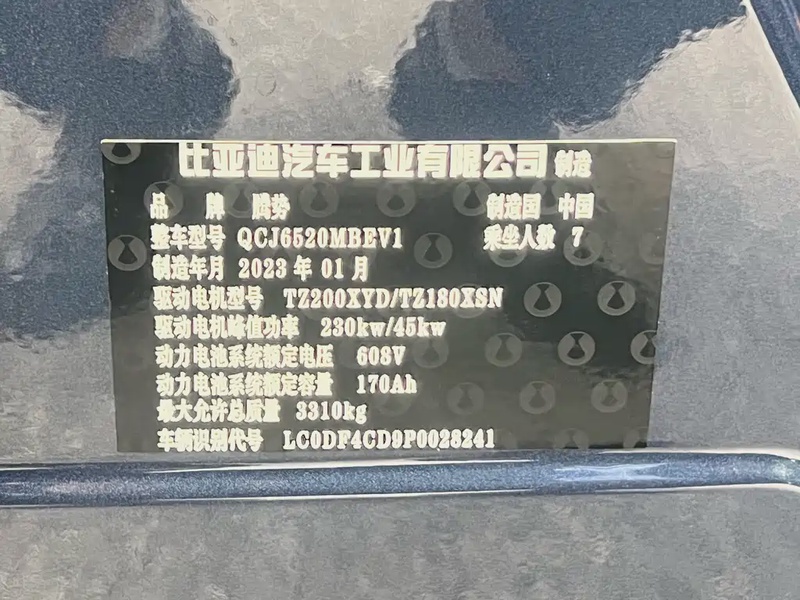 比亚迪汽车工业有限公司 制造
品 牌 腾势 制造国 中国
整车型号 QCJ6520MBEV1 乘坐人数 7
制造年月 2023 年 01 月
驱动电机型号 TZ200XYD/TZ180XSN
驱动电机峰值功率 230kw/45kw
动力电池系统额定电压 608V
动力电池系统额定容量 170Ah
最大允许总质量 3310kg
车辆识别代号 LC0DF4CD9P0028241